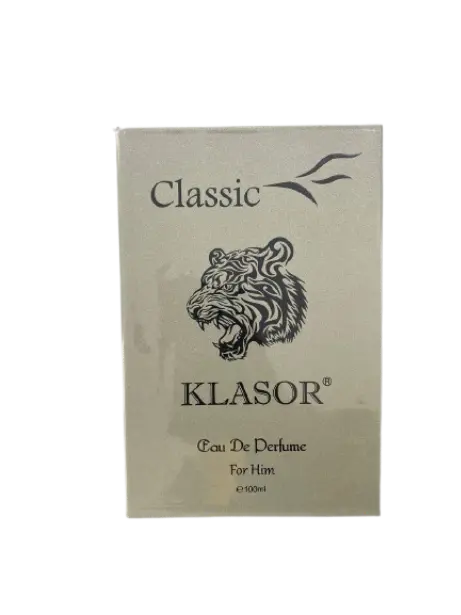 Classic
KLASOR®
Eau De Perfume
For Him
℮100ml